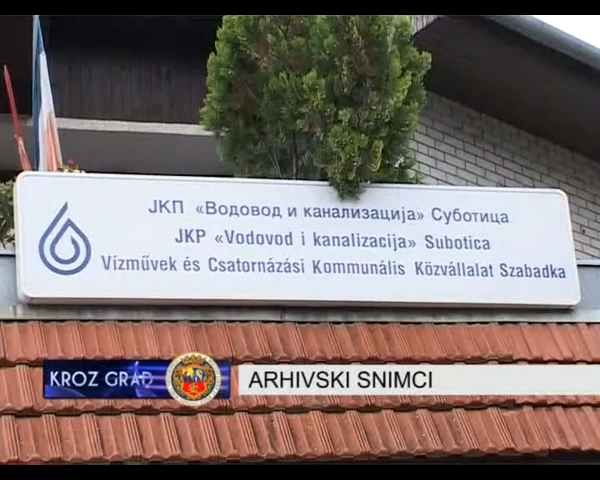 ЈКП «Водовод и канализација» Суботица
JKP «Vodovod i kanalizacija» Subotica
Vízművek és Csatornázási Kommunális Közvállalat Szabadka
KROZ GRAD
ARHIVSKI SNIMCI